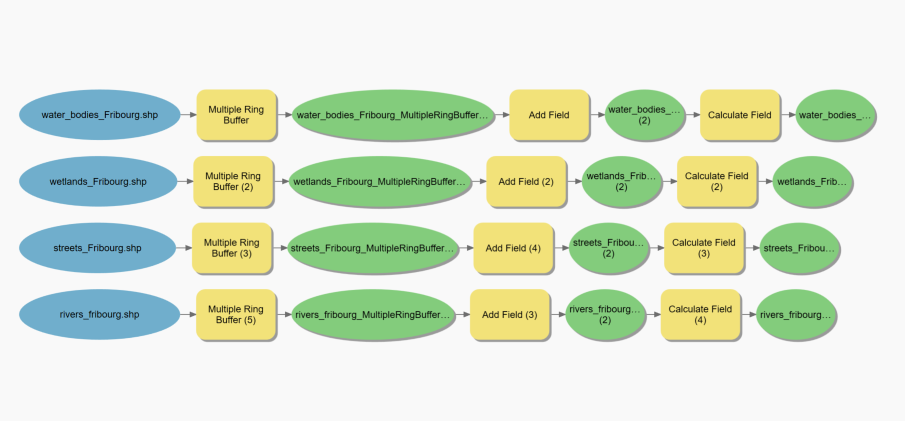 water_bodies_Fribourg.shp
Multiple Ring
Buffer
water_bodies_Fribourg_MultipleRingBuffer...
Add Field
water_bodies_...
(2)
Calculate Field
water_bodies_...
wetlands_Fribourg.shp
Multiple Ring
Buffer (2)
wetlands_Fribourg_MultipleRingBuffer...
Add Field (2)
wetlands_Frib...
(2)
Calculate Field
(2)
wetlands_Frib...
streets_Fribourg.shp
Multiple Ring
Buffer (3)
streets_Fribourg_MultipleRingBuffer...
Add Field (4)
streets_Fribou...
(2)
Calculate Field
(3)
streets_Fribou...
rivers_fribourg.shp
Multiple Ring
Buffer (5)
rivers_fribourg_MultipleRingBuffer...
Add Field (3)
rivers_fribourg...
(2)
Calculate Field
(4)
rivers_fribourg...